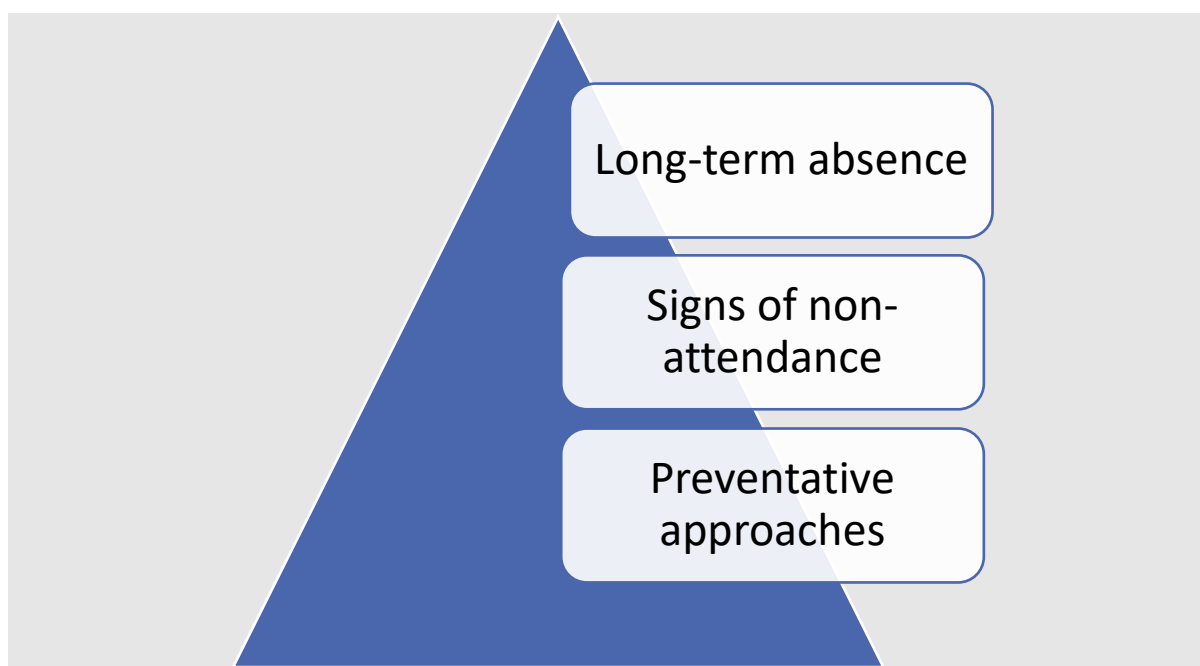 Long-term absence
Signs of non-
attendance
Preventative
approaches